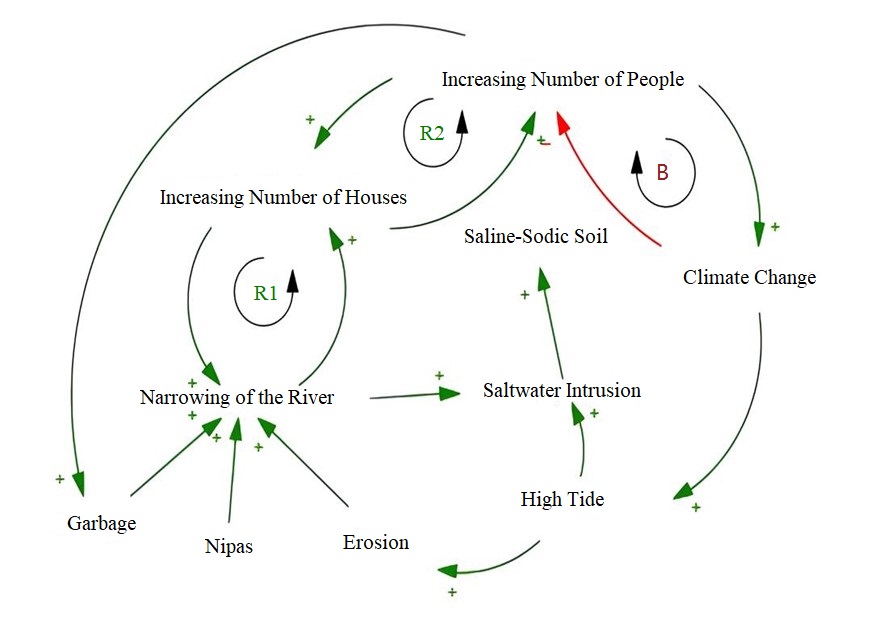 Increasing Number of People
+
R2
+
−
B
Increasing Number of Houses
+
Saline-Sodic Soil
+
Climate Change
R1
+
+
+
Narrowing of the River
Saltwater Intrusion
+
+
+
+
+
High Tide
+
Garbage
Nipas
Erosion
+